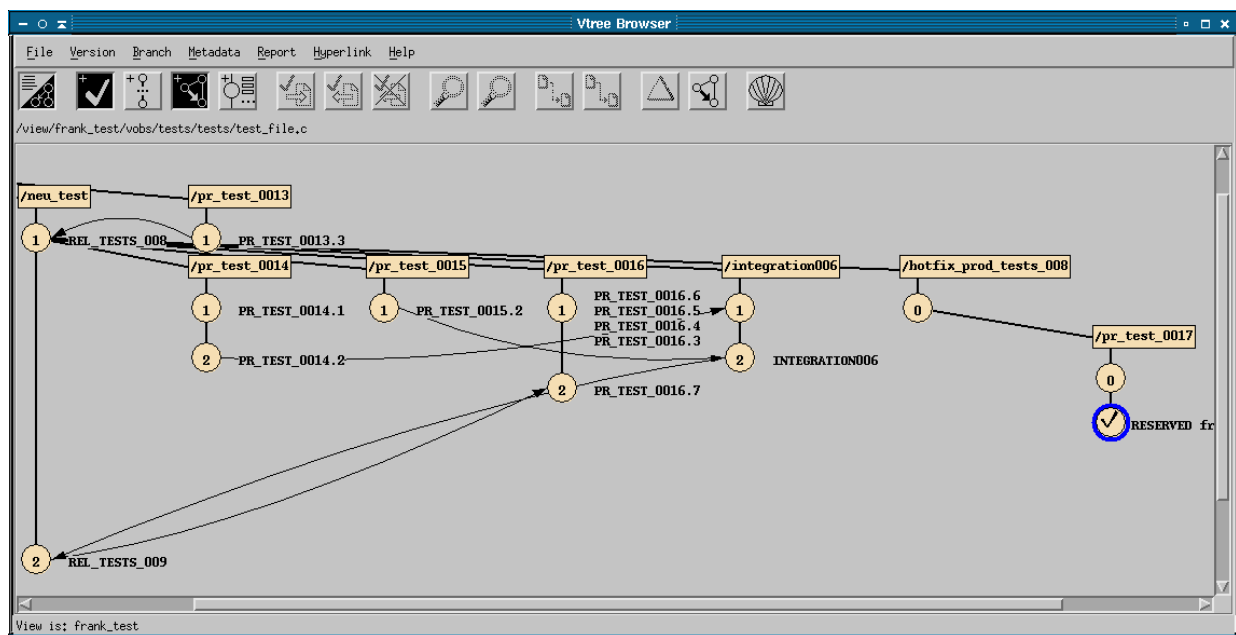 Vtree Browser
File Version Branch Metadata Report Hyperlink Help
/view/frank_test/vobs/tests/tests/test_file.c
/neu_test /pr_test_0013
1 REL_TESTS_008 1 PR_TEST_0013.3
/pr_test_0014 /pr_test_0015 /pr_test_0016 /integration006 /hotfix_prod_tests_008
PR_TEST_0016.6
1 PR_TEST_0014.1 1 PR_TEST_0015.2 1 PR_TEST_0016.5 1 0
PR_TEST_0016.4
PR_TEST_0016.3 /pr_test_0017
2 PR_TEST_0014.2 2 INTEGRATION006
0
2 PR_TEST_0016.7
RESERVED fr
2 REL_TESTS_009
View is: frank_test